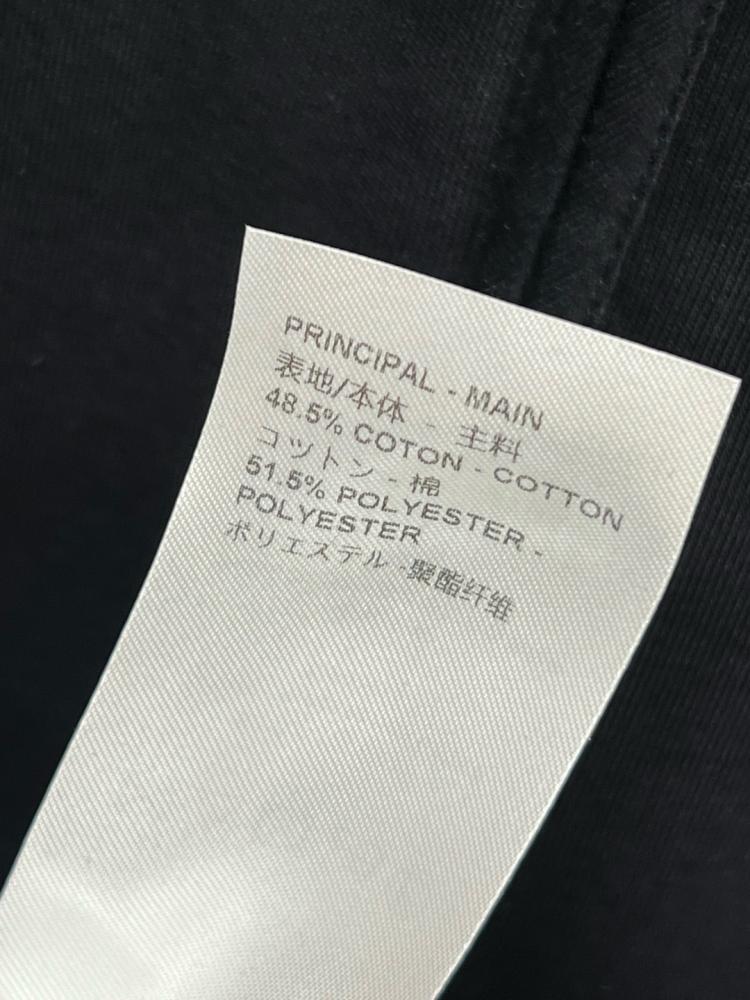 PRINCIPAL - MAIN
表地/本体 - 主料
48.5% COTON - COTTON
コットン - 棉
51.5% POLYESTER -
POLYESTER
ポリエステル - 聚酯纤维